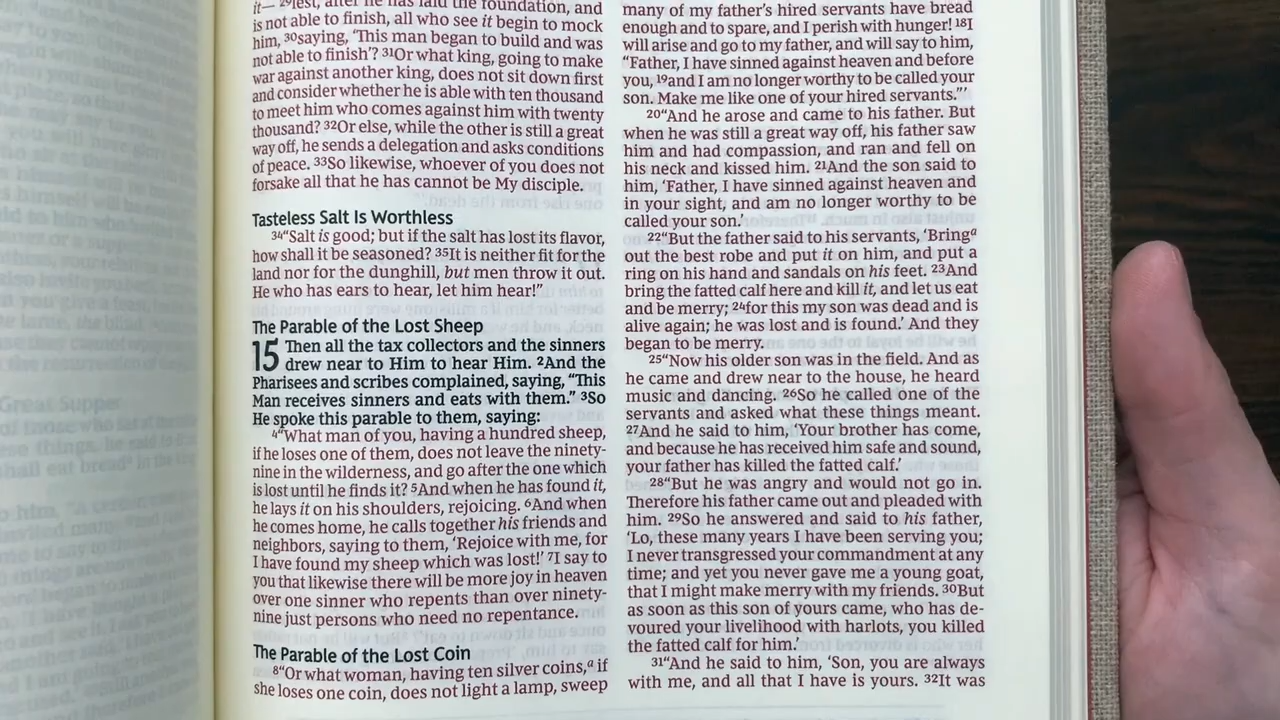 it— ²⁹lest, after he has laid the foundation, and
is not able to finish, all who see it begin to mock
him, ³⁰saying, ‘This man began to build and was
not able to finish’? ³¹Or what king, going to make
war against another king, does not sit down first
and consider whether he is able with ten thousand
to meet him who comes against him with twenty
thousand? ³²Or else, while the other is still a great
way off, he sends a delegation and asks conditions
of peace. ³³So likewise, whoever of you does not
forsake all that he has cannot be My disciple.
Tasteless Salt Is Worthless
³⁴“Salt is good; but if the salt has lost its flavor,
how shall it be seasoned? ³⁵It is neither fit for the
land nor for the dunghill, but men throw it out.
He who has ears to hear, let him hear!”
The Parable of the Lost Sheep
15 Then all the tax collectors and the sinners
drew near to Him to hear Him. ²And the
Pharisees and scribes complained, saying, “This
Man receives sinners and eats with them.” ³So
He spoke this parable to them, saying:
⁴“What man of you, having a hundred sheep,
if he loses one of them, does not leave the ninety-
nine in the wilderness, and go after the one which
is lost until he finds it? ⁵And when he has found it,
he lays it on his shoulders, rejoicing. ⁶And when
he comes home, he calls together his friends and
neighbors, saying to them, ‘Rejoice with me, for
I have found my sheep which was lost!’ ⁷I say to
you that likewise there will be more joy in heaven
over one sinner who repents than over ninety-
nine just persons who need no repentance.
The Parable of the Lost Coin
⁸“Or what woman, having ten silver coins,ᵃ if
she loses one coin, does not light a lamp, sweep
many of my father’s hired servants have bread
enough and to spare, and I perish with hunger! ¹⁸I
will arise and go to my father, and will say to him,
“Father, I have sinned against heaven and before
you, ¹⁹and I am no longer worthy to be called your
son. Make me like one of your hired servants.”’
²⁰“And he arose and came to his father. But
when he was still a great way off, his father saw
him and had compassion, and ran and fell on
his neck and kissed him. ²¹And the son said to
him, ‘Father, I have sinned against heaven and
in your sight, and am no longer worthy to be
called your son.’
²²“But the father said to his servants, ‘Bringᵃ
out the best robe and put it on him, and put a
ring on his hand and sandals on his feet. ²³And
bring the fatted calf here and kill it, and let us eat
and be merry; ²⁴for this my son was dead and is
alive again; he was lost and is found.’ And they
began to be merry.
²⁵“Now his older son was in the field. And as
he came and drew near to the house, he heard
music and dancing. ²⁶So he called one of the
servants and asked what these things meant.
²⁷And he said to him, ‘Your brother has come,
and because he has received him safe and sound,
your father has killed the fatted calf.’
²⁸“But he was angry and would not go in.
Therefore his father came out and pleaded with
him. ²⁹So he answered and said to his father,
‘Lo, these many years I have been serving you;
I never transgressed your commandment at any
time; and yet you never gave me a young goat,
that I might make merry with my friends. ³⁰But
as soon as this son of yours came, who has de-
voured your livelihood with harlots, you killed
the fatted calf for him.’
³¹“And he said to him, ‘Son, you are always
with me, and all that I have is yours. ³²It was